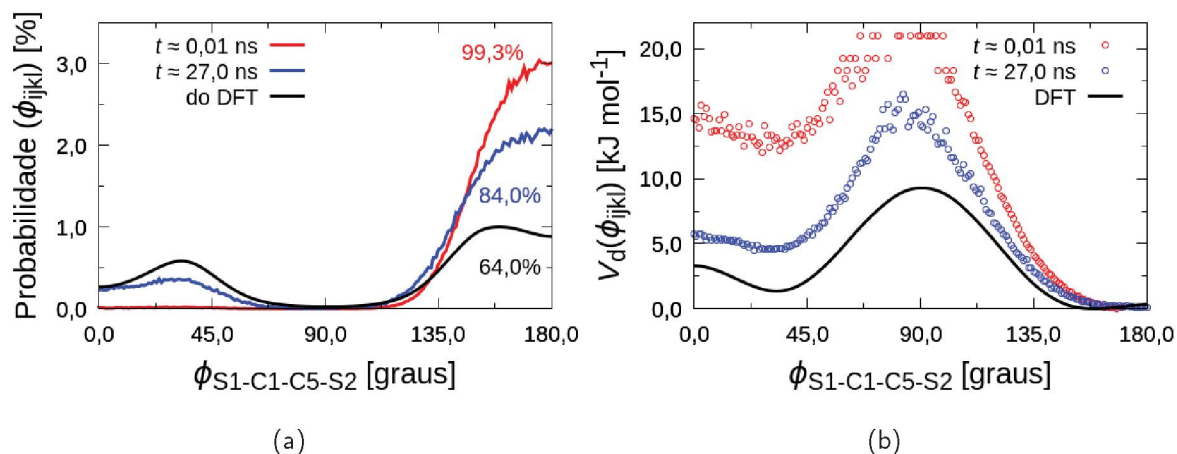 Probabilidade (ϕijkl) [%]
3,0
2,0
1,0
0,0
t ≈ 0,01 ns
t ≈ 27,0 ns
do DFT
99,3%
84,0%
64,0%
0,0 45,0 90,0 135,0 180,0
ϕS1-C1-C5-S2 [graus]
(a)
Vd(ϕijkl) [kJ mol-1]
20,0
15,0
10,0
5,0
0,0
t ≈ 0,01 ns
t ≈ 27,0 ns
DFT
0,0 45,0 90,0 135,0 180,0
ϕS1-C1-C5-S2 [graus]
(b)